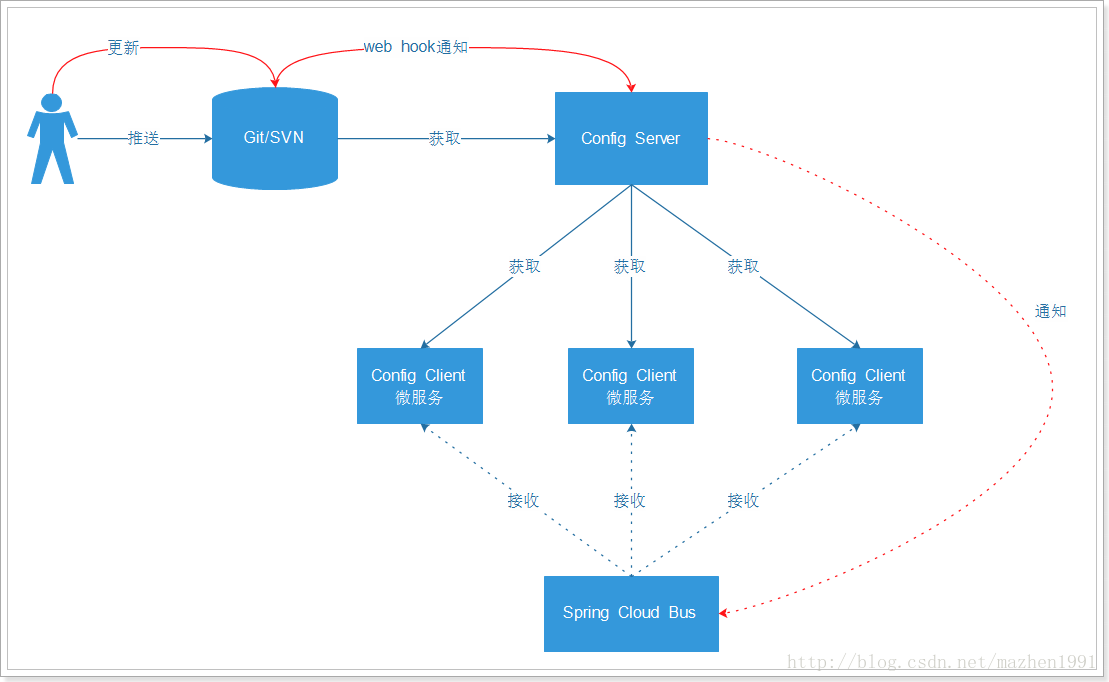 更新
web hook通知
推送
Git/SVN
获取
Config Server
获取
获取
获取
通知
Config Client
微服务
Config Client
微服务
Config Client
微服务
接收
接收
接收
Spring Cloud Bus
http://blog.csdn.net/mazhen1991